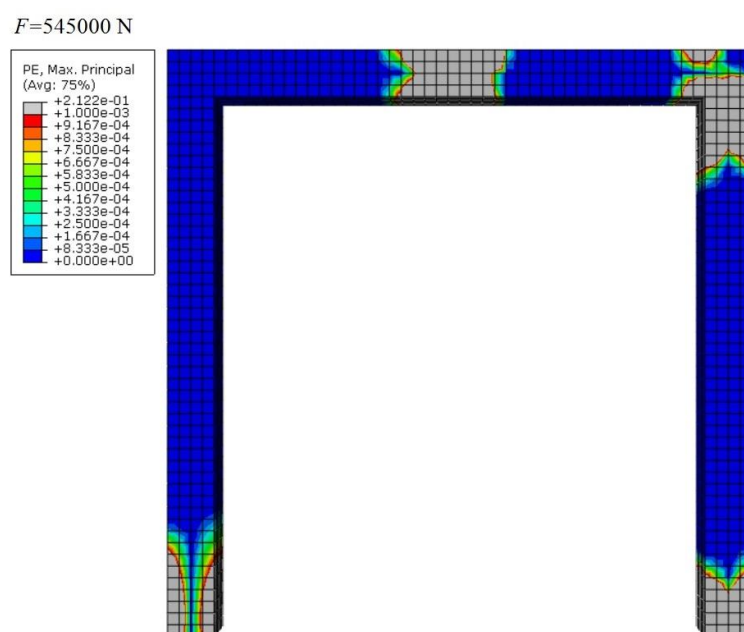 F=545000 N
PE, Max. Principal
(Avg: 75%)
+2.122e-01
+1.000e-03
+9.167e-04
+8.333e-04
+7.500e-04
+6.667e-04
+5.833e-04
+5.000e-04
+4.167e-04
+3.333e-04
+2.500e-04
+1.667e-04
+8.333e-05
+0.000e+00